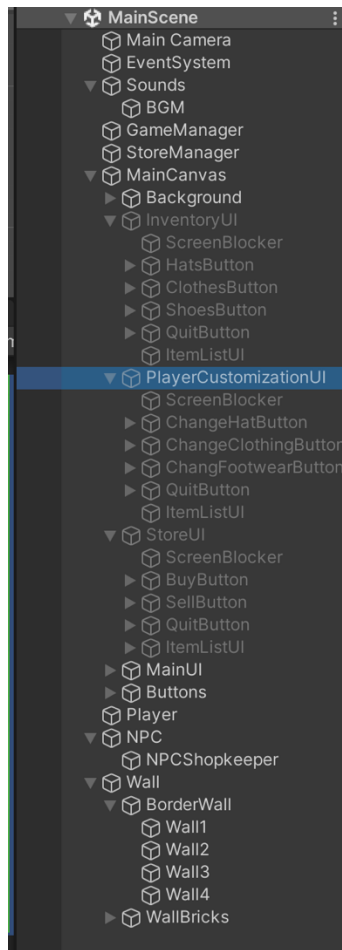 MainScene
Main Camera
EventSystem
Sounds
BGM
GameManager
StoreManager
MainCanvas
Background
InventoryUI
ScreenBlocker
HatsButton
ClothesButton
ShoesButton
QuitButton
ItemListUI
PlayerCustomizationUI
ScreenBlocker
ChangeHatButton
ChangeClothingButton
ChangFootwearButton
QuitButton
ItemListUI
StoreUI
ScreenBlocker
BuyButton
SellButton
QuitButton
ItemListUI
MainUI
Buttons
Player
NPC
NPCShopkeeper
Wall
BorderWall
Wall1
Wall2
Wall3
Wall4
WallBricks